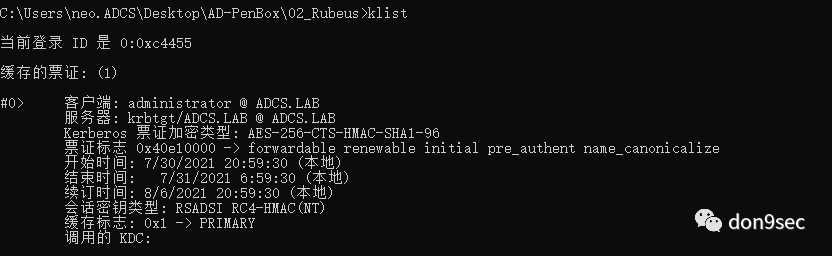 C:\Users\neo.ADCS\Desktop\AD-PenBox\02_Rubeus>klist
当前登录 ID 是 0:0xc4455
缓存的票证: (1)
#0>     客户端: administrator @ ADCS.LAB
        服务器: krbtgt/ADCS.LAB @ ADCS.LAB
        Kerberos 票证加密类型: AES-256-CTS-HMAC-SHA1-96
        票证标志 0x40e10000 -> forwardable renewable initial pre_authent name_canonicalize
        开始时间: 7/30/2021 20:59:30 (本地)
        结束时间:   7/31/2021 6:59:30 (本地)
        续订时间: 8/6/2021 20:59:30 (本地)
        会话密钥类型: RSADSI RC4-HMAC(NT)
        缓存标志: 0x1 -> PRIMARY
        调用的 KDC:
don9sec